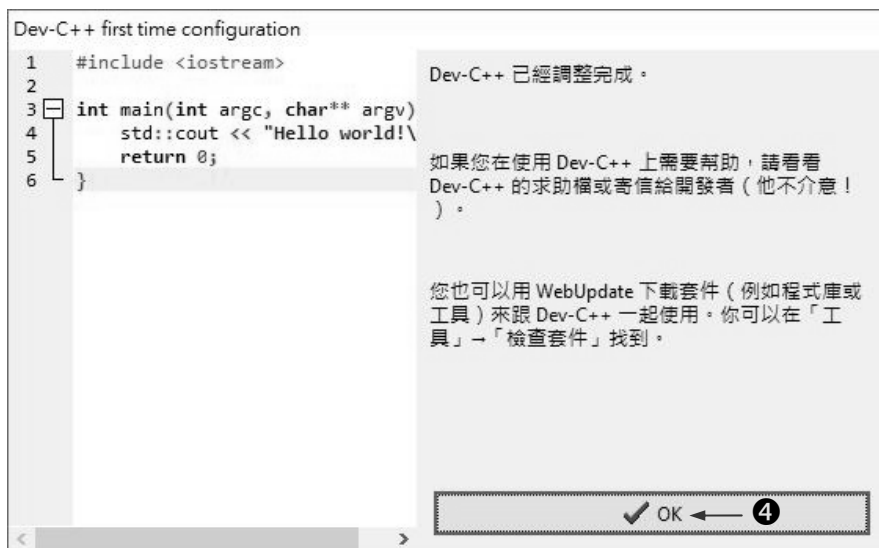 Dev-C++ first time configuration
1 #include <iostream>
2
3 int main(int argc, char** argv)
4 std::cout << "Hello world!\
5 return 0;
6 }
Dev-C++ 已經調整完成。
如果您在使用 Dev-C++ 上需要幫助，請看看
Dev-C++ 的求助檔或寄信給開發者（他不介意！
）。
您也可以用 WebUpdate 下載套件（例如程式庫或
工具）來跟 Dev-C++ 一起使用。你可以在「工
具」→「檢查套件」找到。
OK ❹